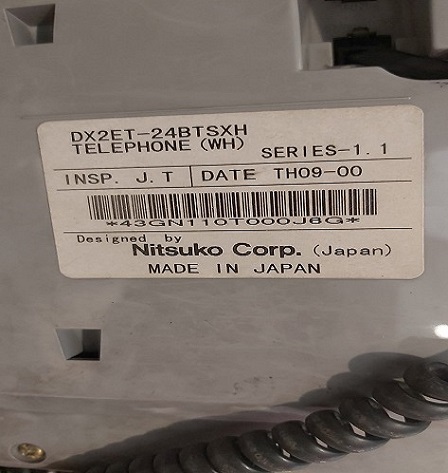 DX2ET-24BTSXH
TELEPHONE (WH) SERIES-1.1
INSP. J.T DATE TH09-00
*43GN110T000J8G*
Designed by
Nitsuko Corp. (Japan)
MADE IN JAPAN